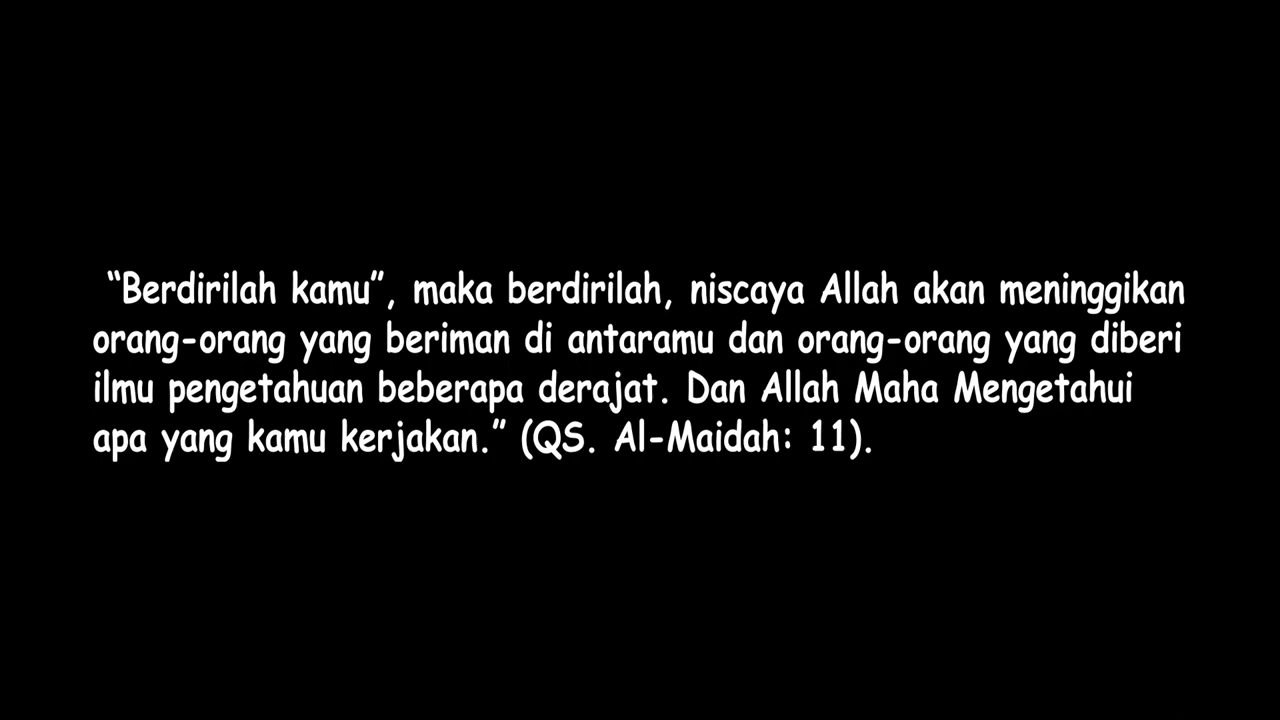 “Berdirilah kamu”, maka berdirilah, niscaya Allah akan meninggikan
orang-orang yang beriman di antaramu dan orang-orang yang diberi
ilmu pengetahuan beberapa derajat. Dan Allah Maha Mengetahui
apa yang kamu kerjakan.” (QS. Al-Maidah: 11).